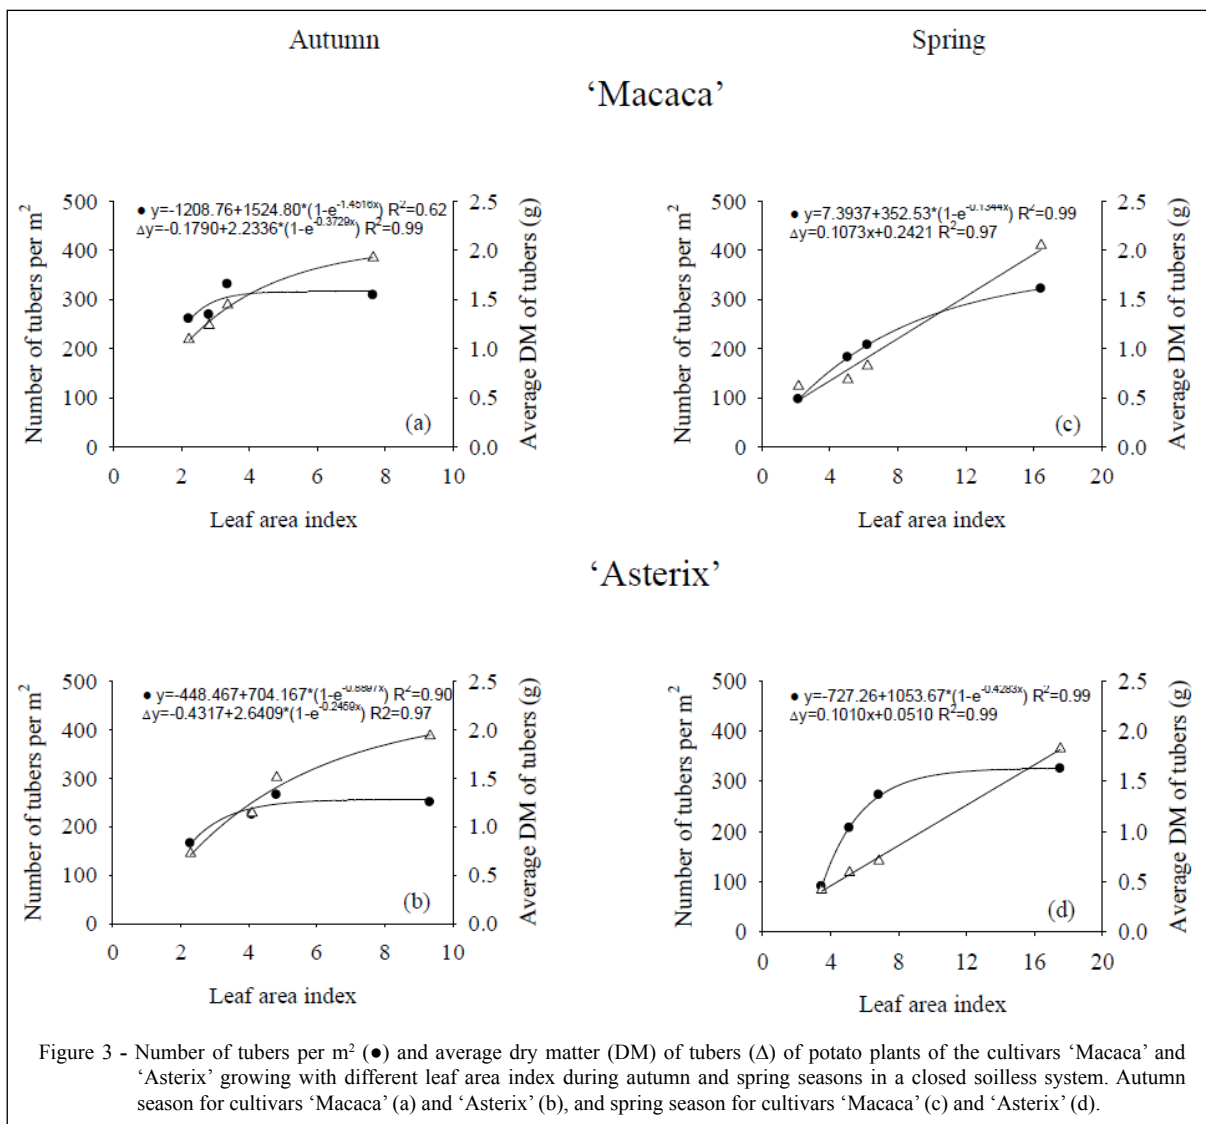 Autumn
Spring
‘Macaca’
● y=-1208.76+1524.80*(1-e^-1.4516x) R²=0.62
Δy=-0.1790+2.2336*(1-e^-0.3729x) R²=0.99
500
400
300
200
100
0
2.5
2.0
1.5
1.0
0.5
0.0
Number of tubers per m²
Average DM of tubers (g)
(a)
0 2 4 6 8 10
Leaf area index
● y=7.3937+352.53*(1-e^-0.1344x) R²=0.99
Δy=0.1073x+0.2421 R²=0.97
500
400
300
200
100
0
2.5
2.0
1.5
1.0
0.5
0.0
Number of tubers per m²
Average DM of tubers (g)
(c)
0 4 8 12 16 20
Leaf area index
‘Asterix’
● y=-448.467+704.167*(1-e^-0.8897x) R²=0.90
Δy=-0.4317+2.6409*(1-e^-0.2459x) R2=0.97
500
400
300
200
100
0
2.5
2.0
1.5
1.0
0.5
0.0
Number of tubers per m²
Average DM of tubers (g)
(b)
0 2 4 6 8 10
Leaf area index
● y=-727.26+1053.67*(1-e^-0.4283x) R²=0.99
Δy=0.1010x+0.0510 R²=0.99
500
400
300
200
100
0
2.5
2.0
1.5
1.0
0.5
0.0
Number of tubers per m²
Average DM of tubers (g)
(d)
0 4 8 12 16 20
Leaf area index
Figure 3 - Number of tubers per m² (●) and average dry matter (DM) of tubers (Δ) of potato plants of the cultivars ‘Macaca’ and
‘Asterix’ growing with different leaf area index during autumn and spring seasons in a closed soilless system. Autumn
season for cultivars ‘Macaca’ (a) and ‘Asterix’ (b), and spring season for cultivars ‘Macaca’ (c) and ‘Asterix’ (d).